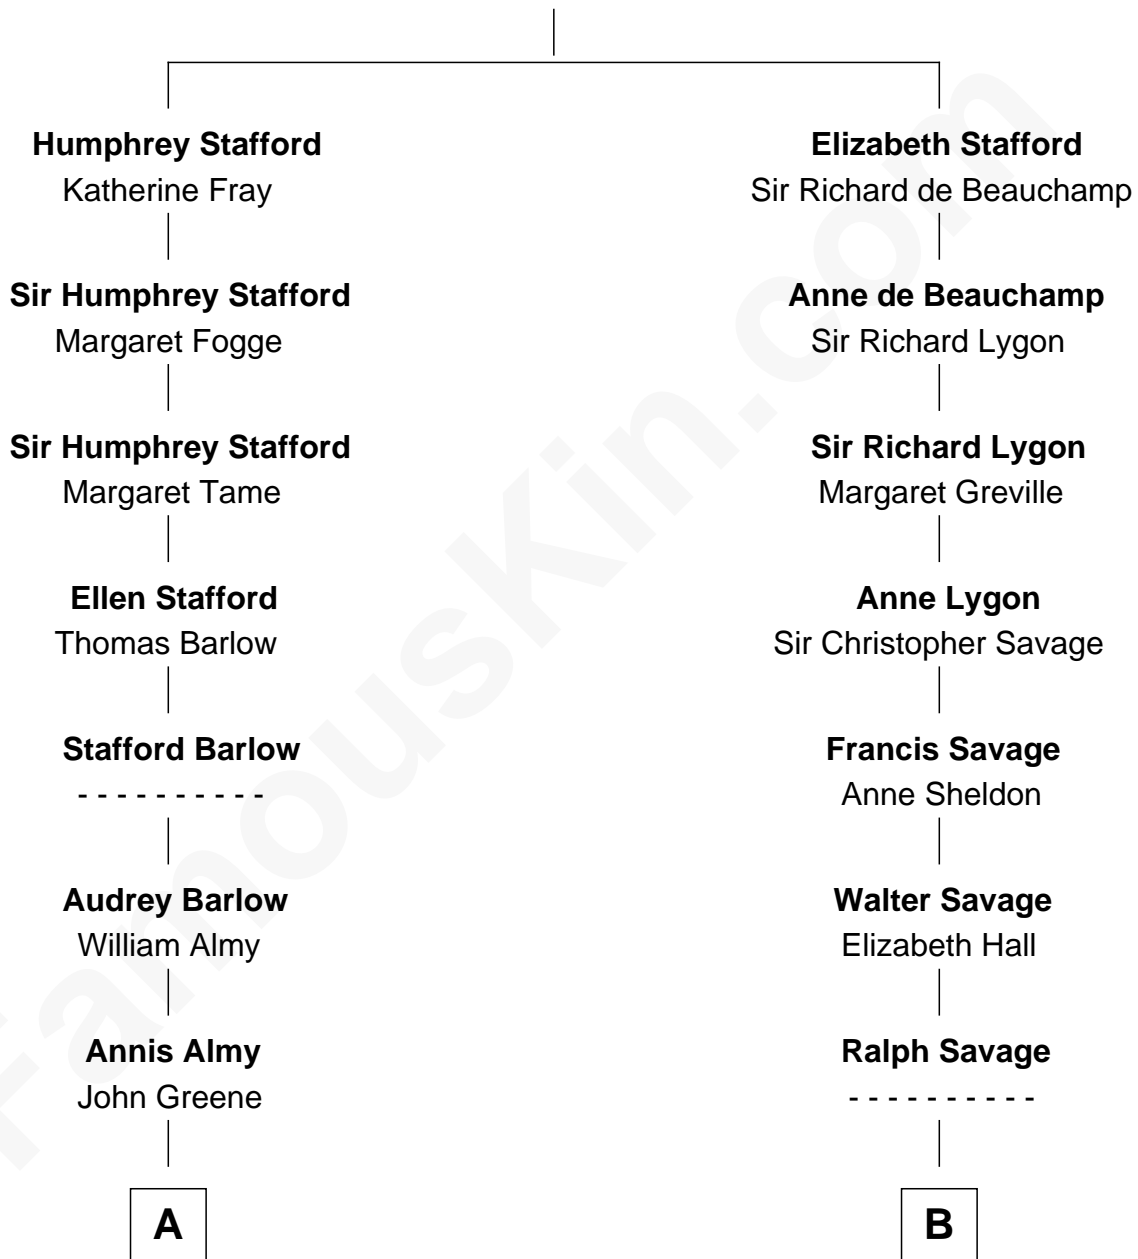 Humphrey Stafford
Katherine Fray
Sir Humphrey Stafford
Margaret Fogge
Sir Humphrey Stafford
Margaret Tame
Ellen Stafford
Thomas Barlow
Stafford Barlow
- - - - - - - - - -
Audrey Barlow
William Almy
Annis Almy
John Greene
A
Elizabeth Stafford
Sir Richard de Beauchamp
Anne de Beauchamp
Sir Richard Lygon
Sir Richard Lygon
Margaret Greville
Anne Lygon
Sir Christopher Savage
Francis Savage
Anne Sheldon
Walter Savage
Elizabeth Hall
Ralph Savage
- - - - - - - - - -
B
FamousKin.com